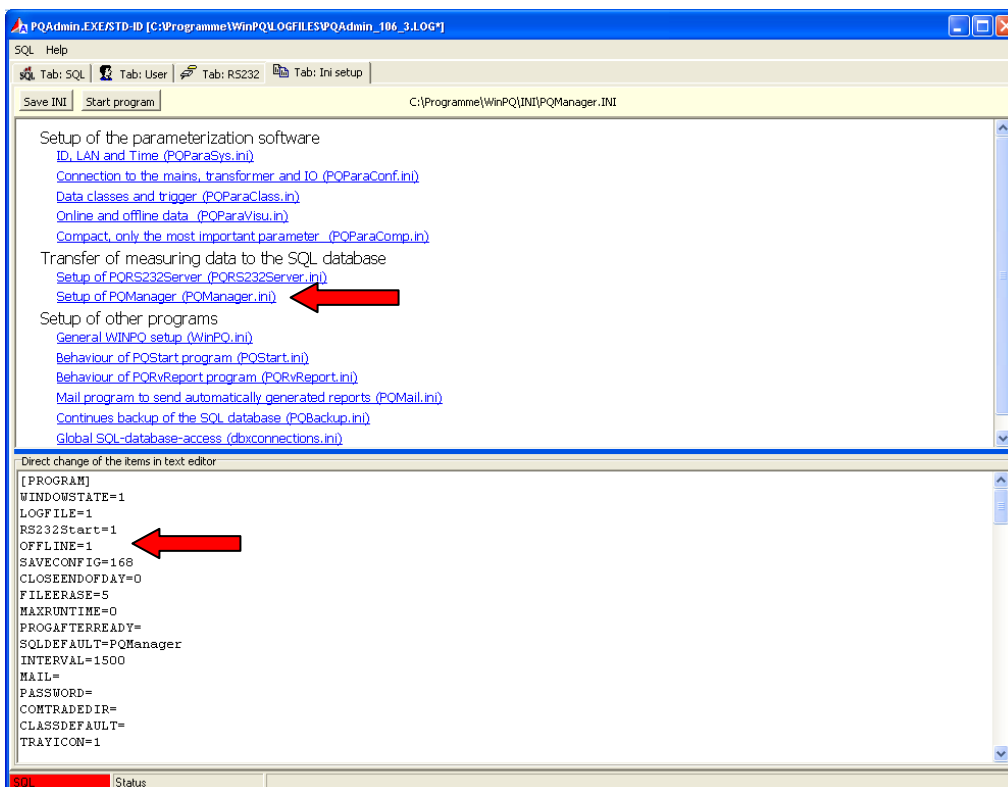 PQAdmin.EXE/STD-ID [C:\Programme\WinPQ\LOGFILES\PQAdmin_106_3.LOG*]
SQL Help
Tab: SQL Tab: User Tab: RS232 Tab: Ini setup
Save INI Start program C:\Programme\WinPQ\INI\PQManager.INI
Setup of the parameterization software
ID, LAN and Time (PQParaSys.ini)
Connection to the mains, transformer and IO (PQParaConf.ini)
Data classes and trigger (PQParaClass.in)
Online and offline data (PQParaVisu.in)
Compact, only the most important parameter (PQParaComp.in)
Transfer of measuring data to the SQL database
Setup of PQRS232Server (PQRS232Server.ini)
Setup of PQManager (PQManager.ini)
Setup of other programs
General WINPQ setup (WinPQ.ini)
Behaviour of PQStart program (PQStart.ini)
Behaviour of PQRvReport program (PQRvReport.ini)
Mail program to send automatically generated reports (PQMail.ini)
Continues backup of the SQL database (PQBackup.ini)
Global SQL-database-access (dbxconnections.ini)
Direct change of the items in text editor
[PROGRAM]
WINDOWSTATE=1
LOGFILE=1
RS232Start=1
OFFLINE=1
SAVECONFIG=168
CLOSEENDOFDAY=0
FILEERASE=5
MAXRUNTIME=0
PROGAFTERREADY=
SQLDEFAULT=PQManager
INTERVAL=1500
MAIL=
PASSWORD=
COMTRADEDIR=
CLASSDEFAULT=
TRAYICON=1
SQL Status